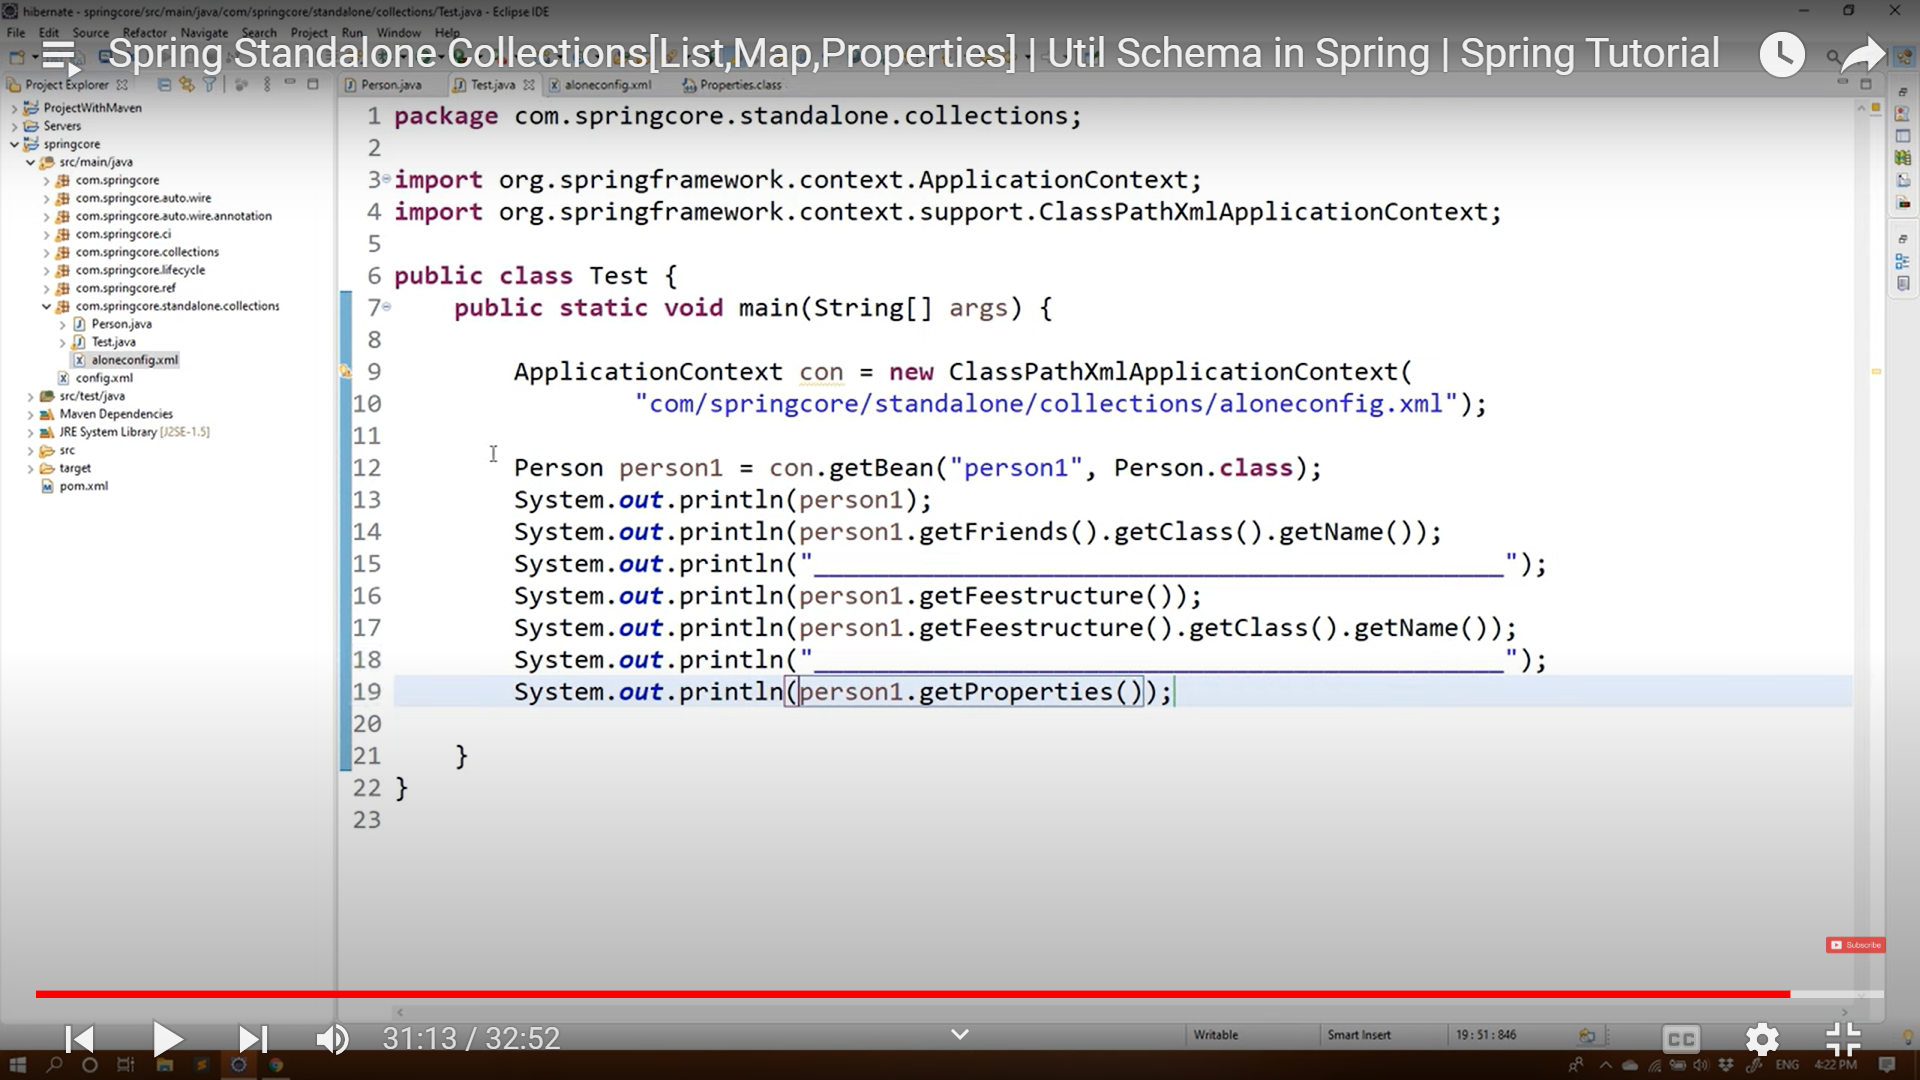 hibernate - springcore/src/main/java/com/springcore/standalone/collections/Test.java - Eclipse IDE
File Edit Source Refactor Navigate Search Project Run Window Help
Spring Standalone Collections[List,Map,Properties] | Util Schema in Spring | Spring Tutorial
Project Explorer
Person.java
Test.java
aloneconfig.xml
Properties.class
ProjectWithMaven
Servers
springcore
src/main/java
com.springcore
com.springcore.auto.wire
com.springcore.auto.wire.annotation
com.springcore.ci
com.springcore.collections
com.springcore.lifecycle
com.springcore.ref
com.springcore.standalone.collections
Person.java
Test.java
aloneconfig.xml
config.xml
src/test/java
Maven Dependencies
JRE System Library [J2SE-1.5]
src
target
pom.xml
1 package com.springcore.standalone.collections;
2
3 import org.springframework.context.ApplicationContext;
4 import org.springframework.context.support.ClassPathXmlApplicationContext;
5
6 public class Test {
7 public static void main(String[] args) {
8
9 ApplicationContext con = new ClassPathXmlApplicationContext(
10 "com/springcore/standalone/collections/aloneconfig.xml");
11
12 Person person1 = con.getBean("person1", Person.class);
13 System.out.println(person1);
14 System.out.println(person1.getFriends().getClass().getName());
15 System.out.println("______________________________________________");
16 System.out.println(person1.getFeestructure());
17 System.out.println(person1.getFeestructure().getClass().getName());
18 System.out.println("______________________________________________");
19 System.out.println(person1.getProperties());
20
21 }
22 }
23
Subscribe
31:13 / 32:52
Writable
Smart Insert
19 : 51 : 846
CC
ENG
4:22 PM